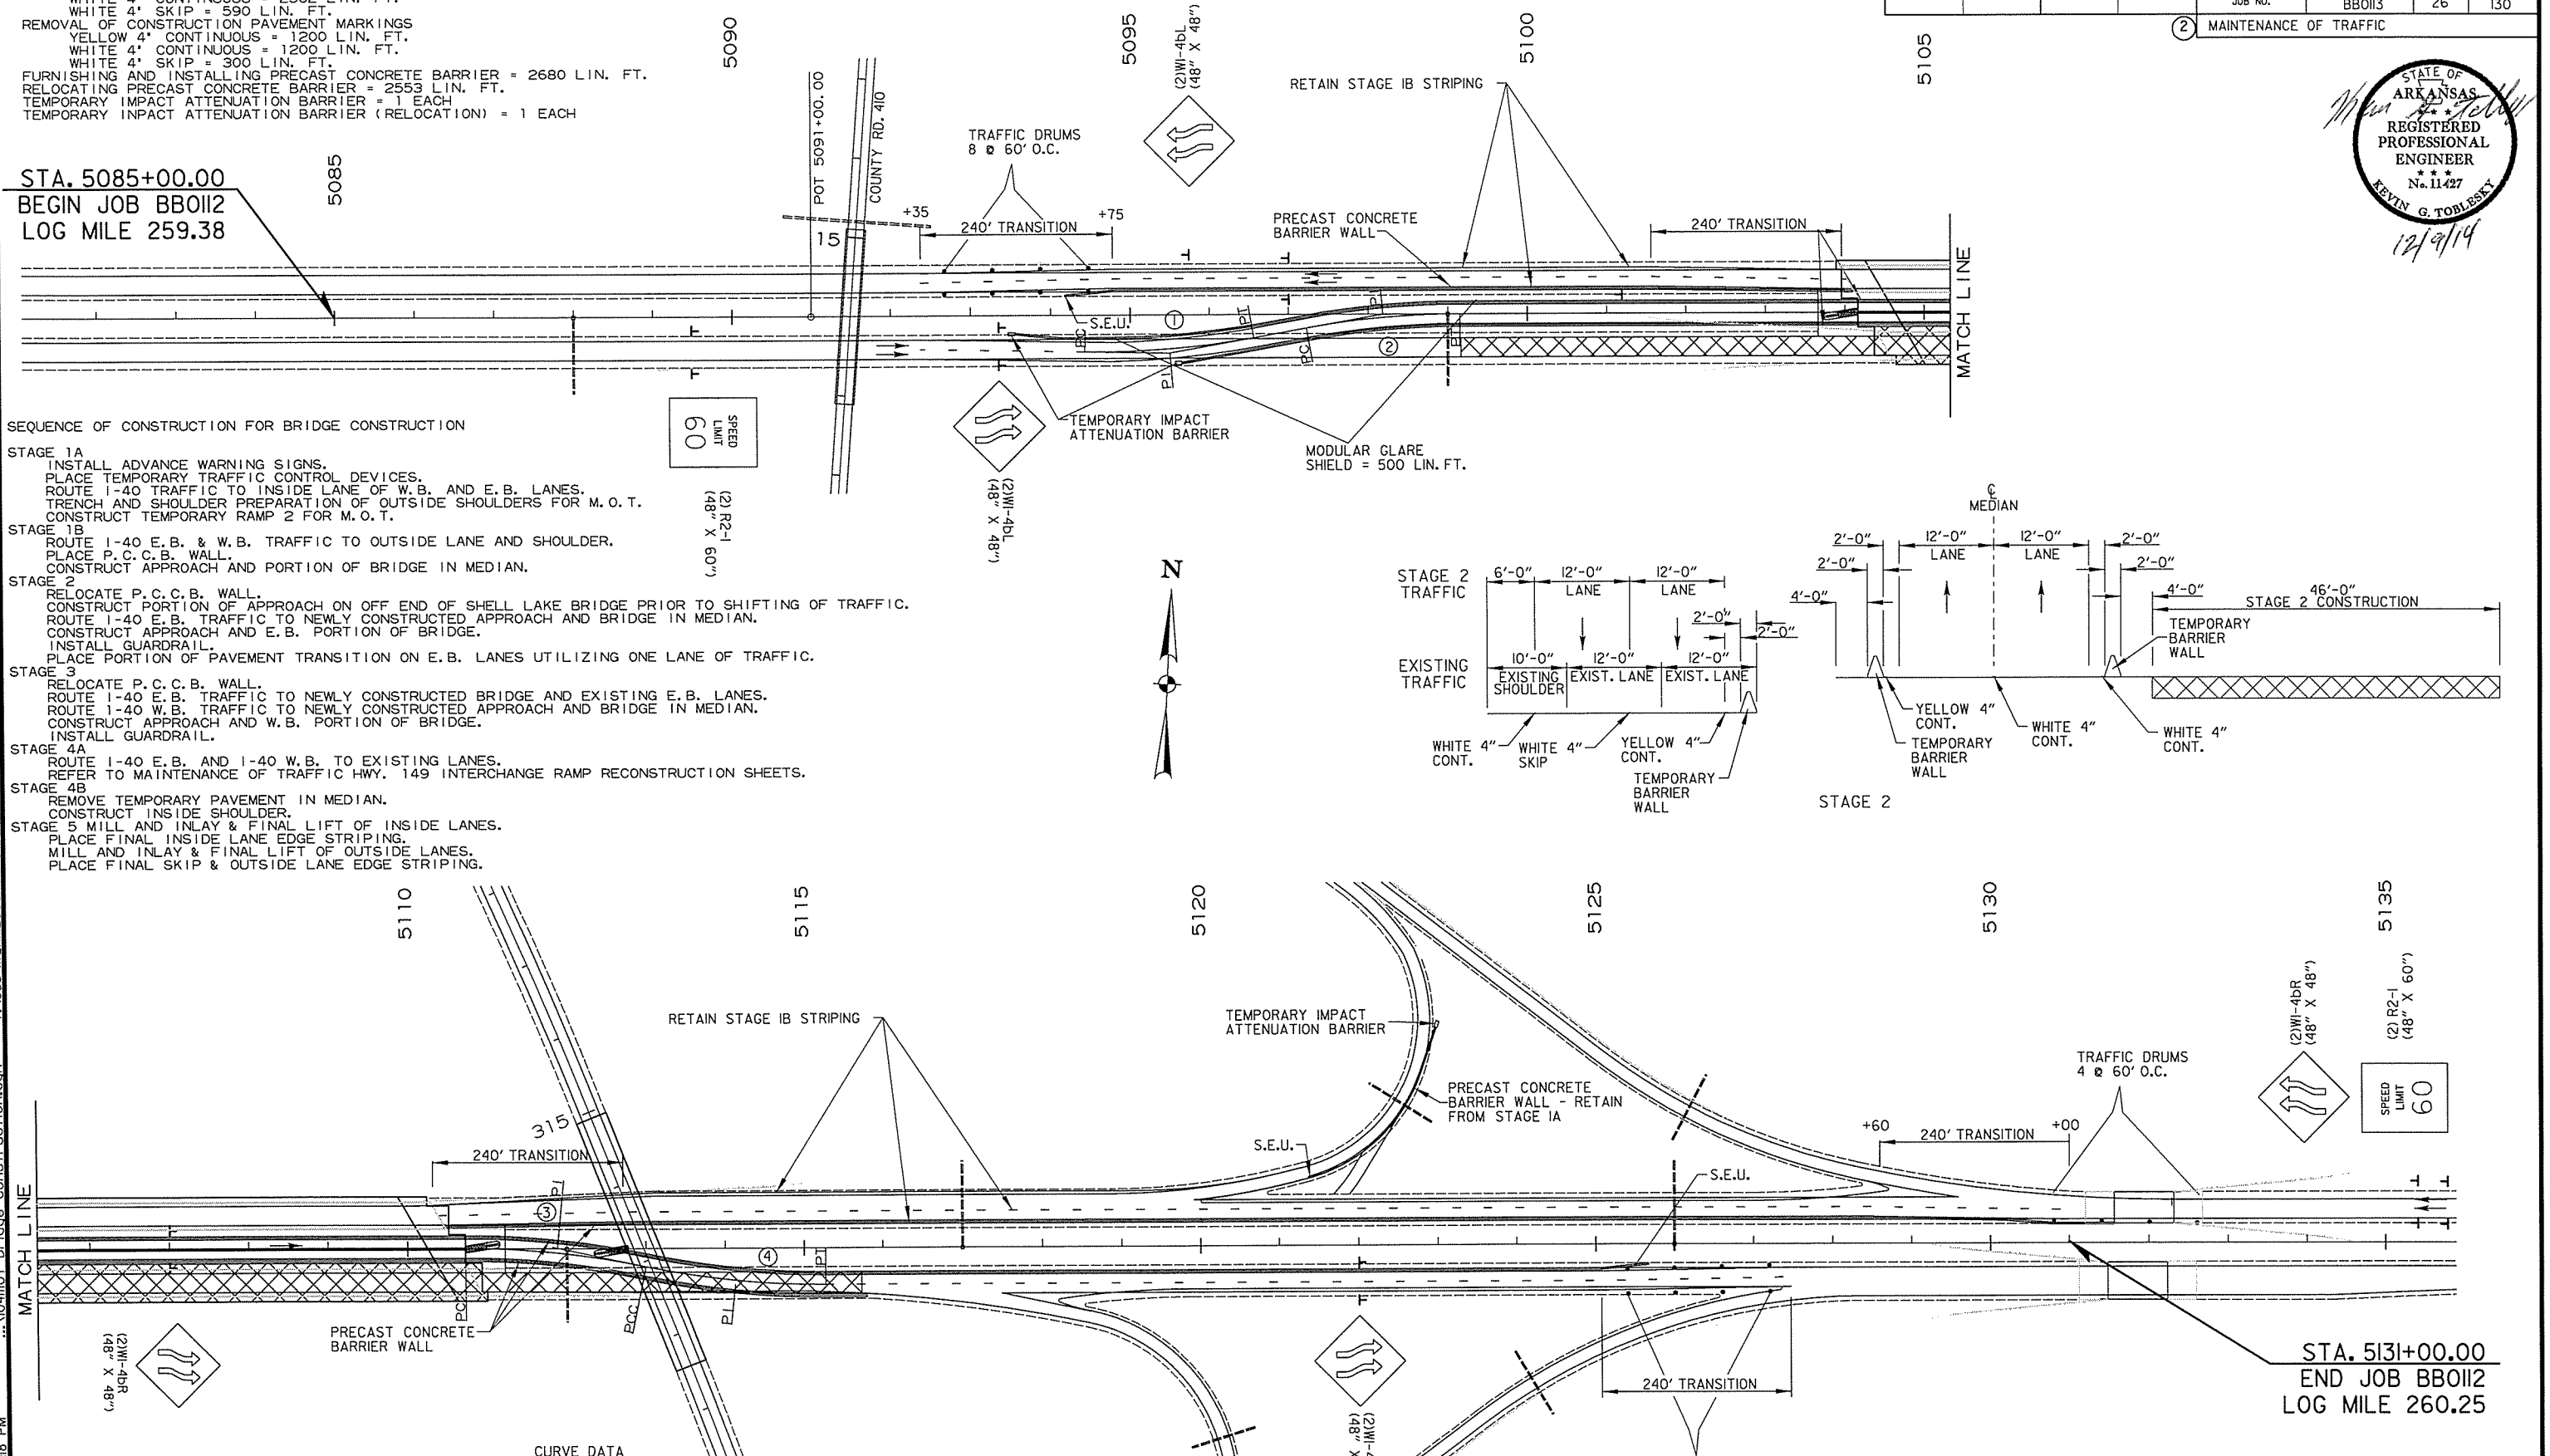 WHITE 4" SKIP = 590 LIN. FT.
REMOVAL OF CONSTRUCTION PAVEMENT MARKINGS
YELLOW 4" CONTINUOUS = 1200 LIN. FT.
WHITE 4" CONTINUOUS = 1200 LIN. FT.
WHITE 4" SKIP = 300 LIN. FT.
FURNISHING AND INSTALLING PRECAST CONCRETE BARRIER = 2680 LIN. FT.
RELOCATING PRECAST CONCRETE BARRIER = 2553 LIN. FT.
TEMPORARY IMPACT ATTENUATION BARRIER = 1 EACH
TEMPORARY INPACT ATTENUATION BARRIER (RELOCATION) = 1 EACH
JOB NO. BB0113 26 130
2 MAINTENANCE OF TRAFFIC
STATE OF
ARKANSAS
* * *
REGISTERED
PROFESSIONAL
ENGINEER
* * *
No. 11427
KEVIN G. TOBLESKY
12/9/14
STA. 5085+00.00
BEGIN JOB BB0112
LOG MILE 259.38
5085
5090
5095
5100
5105
POT 5091+00.00
COUNTY RD. 410
15
TRAFFIC DRUMS
8 @ 60' O.C.
+35
+75
240' TRANSITION
(2)W1-4bL
(48" X 48")
RETAIN STAGE 1B STRIPING
PRECAST CONCRETE
BARRIER WALL
240' TRANSITION
MATCH LINE
S.E.U.
1
2
PC
PT
PI
PC
PI
PT
SPEED
LIMIT
60
(2) R2-1
(48" X 60")
(2)W1-4bL
(48" X 48")
TEMPORARY IMPACT
ATTENUATION BARRIER
MODULAR GLARE
SHIELD = 500 LIN. FT.
SEQUENCE OF CONSTRUCTION FOR BRIDGE CONSTRUCTION
STAGE 1A
INSTALL ADVANCE WARNING SIGNS.
PLACE TEMPORARY TRAFFIC CONTROL DEVICES.
ROUTE I-40 TRAFFIC TO INSIDE LANE OF W.B. AND E.B. LANES.
TRENCH AND SHOULDER PREPARATION OF OUTSIDE SHOULDERS FOR M.O.T.
CONSTRUCT TEMPORARY RAMP 2 FOR M.O.T.
STAGE 1B
ROUTE I-40 E.B. & W.B. TRAFFIC TO OUTSIDE LANE AND SHOULDER.
PLACE P.C.C.B. WALL.
CONSTRUCT APPROACH AND PORTION OF BRIDGE IN MEDIAN.
STAGE 2
RELOCATE P.C.C.B. WALL.
CONSTRUCT PORTION OF APPROACH ON OFF END OF SHELL LAKE BRIDGE PRIOR TO SHIFTING OF TRAFFIC.
ROUTE I-40 E.B. TRAFFIC TO NEWLY CONSTRUCTED APPROACH AND BRIDGE IN MEDIAN.
CONSTRUCT APPROACH AND E.B. PORTION OF BRIDGE.
INSTALL GUARDRAIL.
PLACE PORTION OF PAVEMENT TRANSITION ON E.B. LANES UTILIZING ONE LANE OF TRAFFIC.
STAGE 3
RELOCATE P.C.C.B. WALL.
ROUTE I-40 E.B. TRAFFIC TO NEWLY CONSTRUCTED BRIDGE AND EXISTING E.B. LANES.
ROUTE I-40 W.B. TRAFFIC TO NEWLY CONSTRUCTED APPROACH AND BRIDGE IN MEDIAN.
CONSTRUCT APPROACH AND W.B. PORTION OF BRIDGE.
INSTALL GUARDRAIL.
STAGE 4A
ROUTE I-40 E.B. AND I-40 W.B. TO EXISTING LANES.
REFER TO MAINTENANCE OF TRAFFIC HWY. 149 INTERCHANGE RAMP RECONSTRUCTION SHEETS.
STAGE 4B
REMOVE TEMPORARY PAVEMENT IN MEDIAN.
CONSTRUCT INSIDE SHOULDER.
STAGE 5 MILL AND INLAY & FINAL LIFT OF INSIDE LANES.
PLACE FINAL INSIDE LANE EDGE STRIPING.
MILL AND INLAY & FINAL LIFT OF OUTSIDE LANES.
PLACE FINAL SKIP & OUTSIDE LANE EDGE STRIPING.
N
STAGE 2
TRAFFIC
6'-0" 12'-0" 12'-0"
LANE LANE
2'-0"
2'-0"
EXISTING
TRAFFIC
10'-0" 12'-0" 12'-0"
EXISTING
SHOULDER
EXIST. LANE EXIST. LANE
WHITE 4"
CONT.
WHITE 4"
SKIP
YELLOW 4"
CONT.
TEMPORARY
BARRIER
WALL
℄
MEDIAN
2'-0" 12'-0" 12'-0" 2'-0"
LANE LANE
2'-0" 2'-0"
4'-0" 4'-0" 46'-0"
STAGE 2 CONSTRUCTION
TEMPORARY
BARRIER
WALL
YELLOW 4"
CONT.
TEMPORARY
BARRIER
WALL
WHITE 4"
CONT.
WHITE 4"
CONT.
STAGE 2
5110
5115
5120
5125
5130
5135
RETAIN STAGE 1B STRIPING
TEMPORARY IMPACT
ATTENUATION BARRIER
PRECAST CONCRETE
BARRIER WALL - RETAIN
FROM STAGE 1A
(2)W1-4bR
(48" X 48")
(2) R2-1
(48" X 60")
SPEED
LIMIT
60
TRAFFIC DRUMS
4 @ 60' O.C.
+60
240' TRANSITION
+00
315
240' TRANSITION
S.E.U.
S.E.U.
MATCH LINE
PI
3
4
PT
PC
PCC
PI
PRECAST CONCRETE
BARRIER WALL
(2)W1-4bR
(48" X 48")
240' TRANSITION
STA. 5131+00.00
END JOB BB0112
LOG MILE 260.25
CURVE DATA